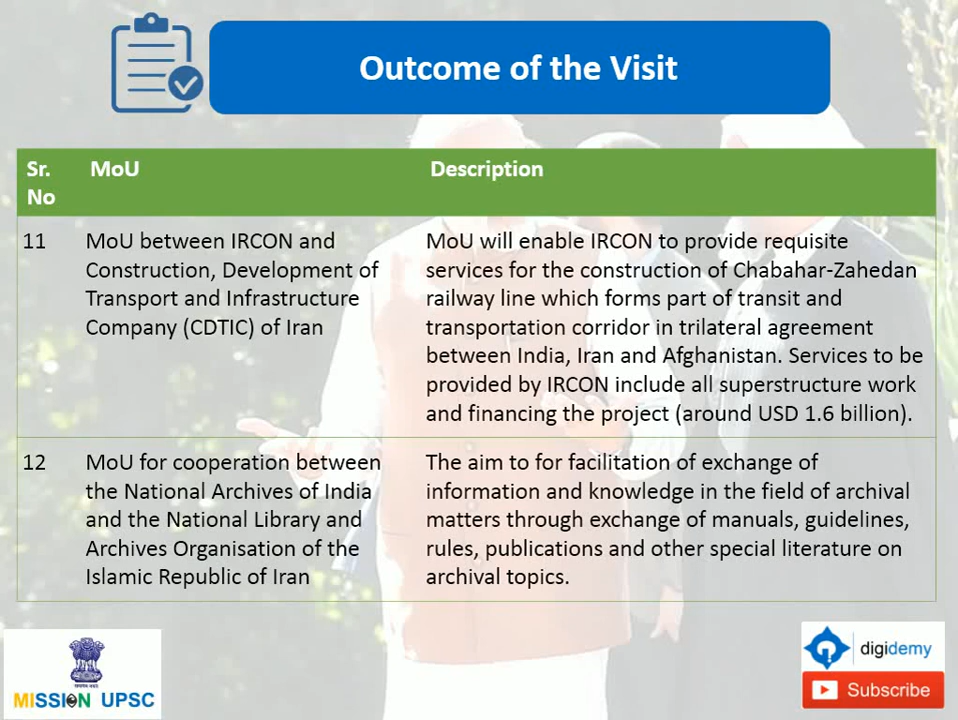 Outcome of the Visit
Sr. No
MoU
Description
11
MoU between IRCON and
Construction, Development of
Transport and Infrastructure
Company (CDTIC) of Iran
MoU will enable IRCON to provide requisite
services for the construction of Chabahar-Zahedan
railway line which forms part of transit and
transportation corridor in trilateral agreement
between India, Iran and Afghanistan. Services to be
provided by IRCON include all superstructure work
and financing the project (around USD 1.6 billion).
12
MoU for cooperation between
the National Archives of India
and the National Library and
Archives Organisation of the
Islamic Republic of Iran
The aim to for facilitation of exchange of
information and knowledge in the field of archival
matters through exchange of manuals, guidelines,
rules, publications and other special literature on
archival topics.
MISSION UPSC
digidemy
Subscribe